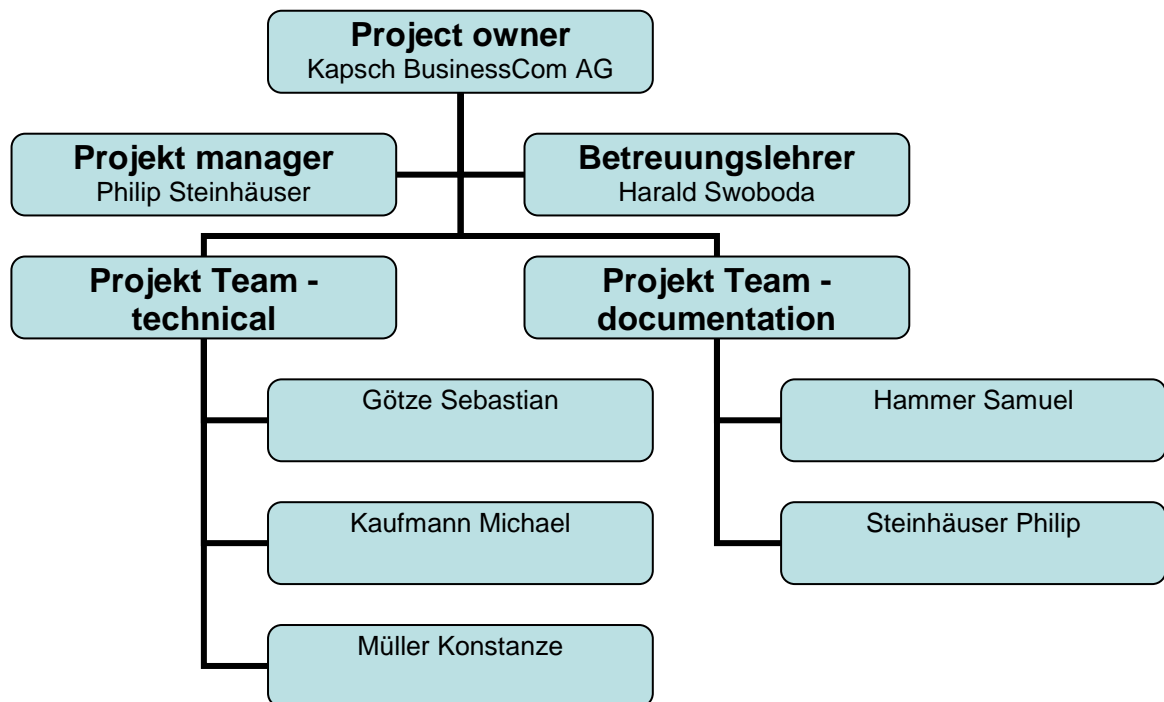 Project owner
Kapsch BusinessCom AG
Projekt manager
Philip Steinhäuser
Betreuungslehrer
Harald Swoboda
Projekt Team -
technical
Projekt Team -
documentation
Götze Sebastian
Hammer Samuel
Kaufmann Michael
Steinhäuser Philip
Müller Konstanze